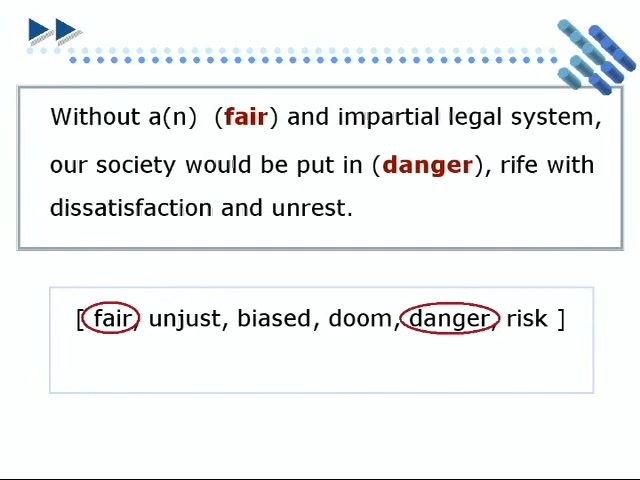 Without a(n) (fair) and impartial legal system,
our society would be put in (danger), rife with
dissatisfaction and unrest.
[ fair, unjust, biased, doom, danger, risk ]